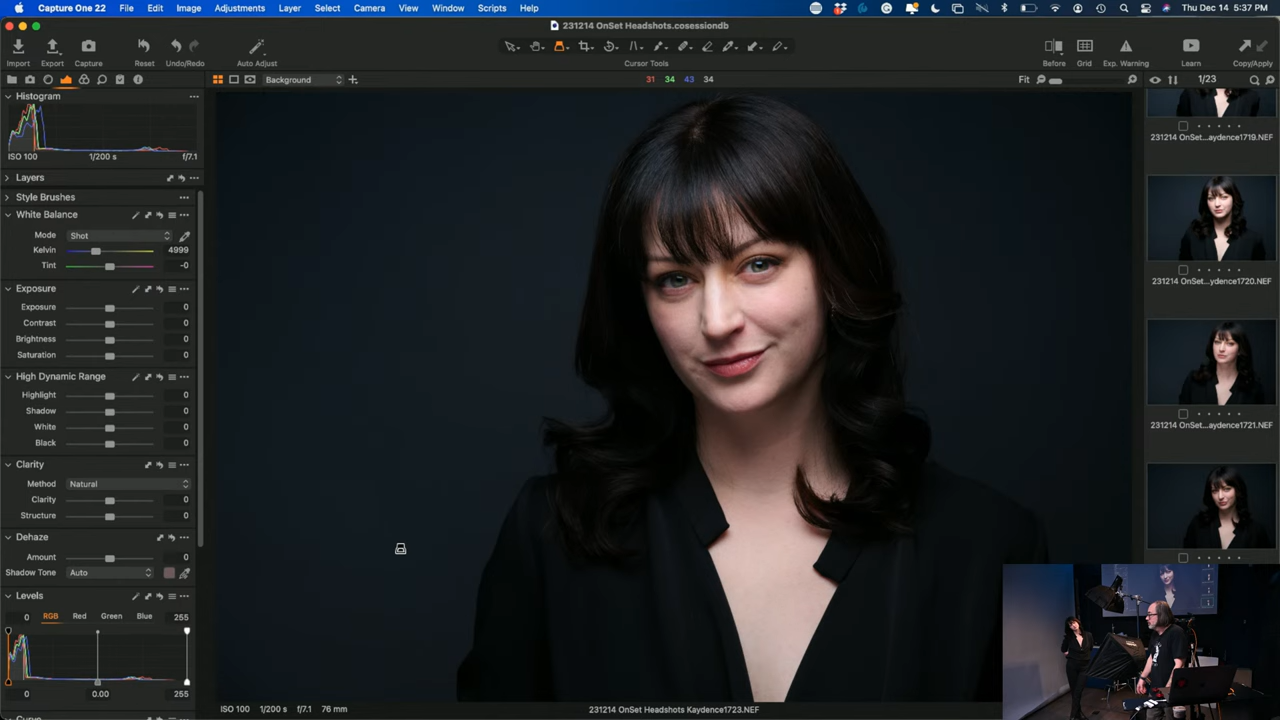 Capture One 22 File Edit Image Adjustments Layer Select Camera View Window Scripts Help Thu Dec 14 5:37 PM
231214 OnSet Headshots.cosessiondb
Import Export Capture Reset Undo/Redo Auto Adjust Cursor Tools Before Grid Exp. Warning Learn Copy/Apply
Background 31 34 43 34 Fit 1/23
Histogram
ISO 100 1/200 s f/7.1
Layers
Style Brushes
White Balance
Mode Shot
Kelvin 4999
Tint -0
Exposure
Exposure 0
Contrast 0
Brightness 0
Saturation 0
High Dynamic Range
Highlight 0
Shadow 0
White 0
Black 0
Clarity
Method Natural
Clarity 0
Structure 0
Dehaze
Amount 0
Shadow Tone Auto
Levels
0 RGB Red Green Blue 255
0 0.00 255
231214 OnSet...aydence1719.NEF
231214 OnSet...ydence1720.NEF
231214 OnSet...aydence1721.NEF
ISO 100 1/200 s f/7.1 76 mm 231214 OnSet Headshots Kaydence1723.NEF